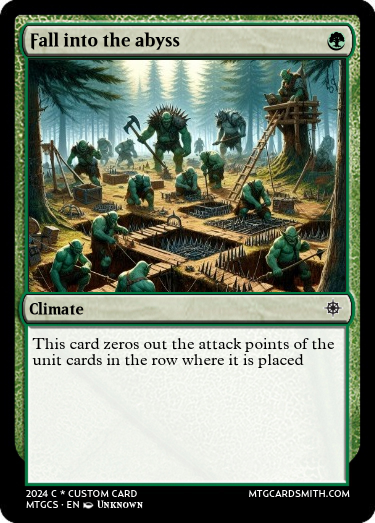 Fall into the abyss
Climate
This card zeros out the attack points of the
unit cards in the row where it is placed
2024 C * CUSTOM CARD
MTGCS · EN Unknown
MTGCARDSMITH.COM